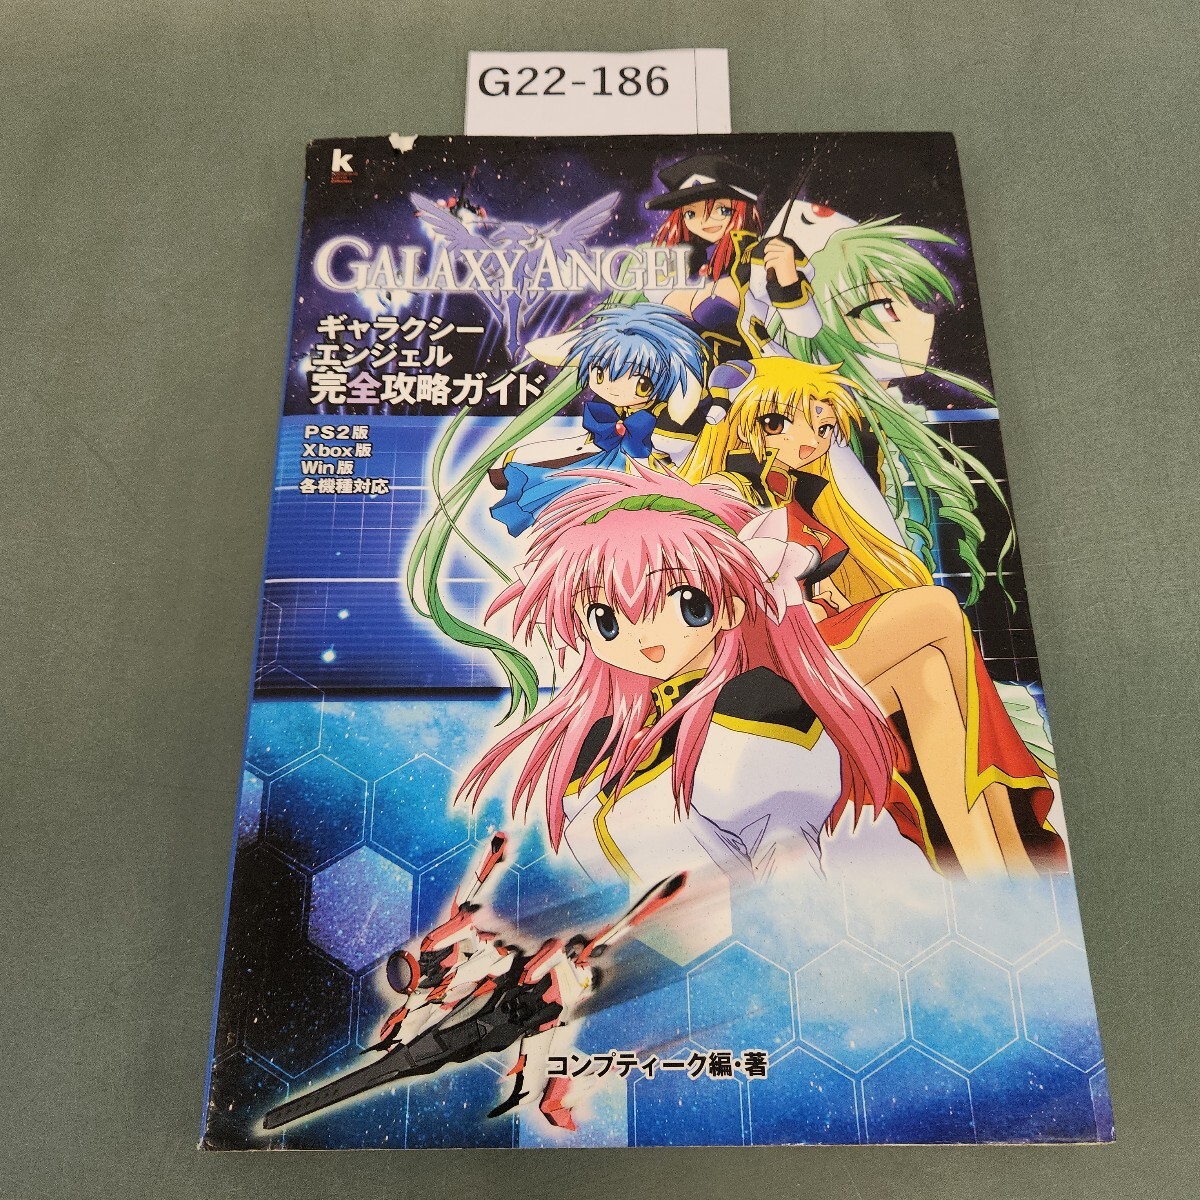 G22-186
k
GALAXY ANGEL
ギャラクシー
エンジェル
完全攻略ガイド
PS2版
Xbox版
Win版
各機種対応
コンプティーク編・著